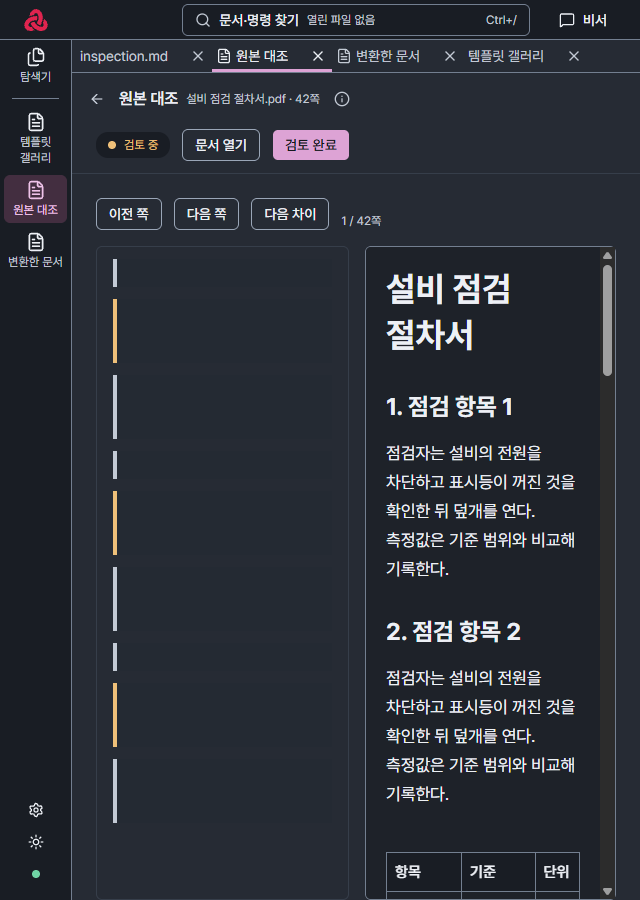 문서·명령 찾기 열린 파일 없음 Ctrl+/
비서
탐색기
템플릿
갤러리
원본 대조
변환한 문서
inspection.md
원본 대조
변환한 문서
템플릿 갤러리
원본 대조 설비 점검 절차서.pdf · 42쪽
검토 중
문서 열기
검토 완료
이전 쪽
다음 쪽
다음 차이
1 / 42쪽
설비 점검
절차서
1. 점검 항목 1
점검자는 설비의 전원을
차단하고 표시등이 꺼진 것을
확인한 뒤 덮개를 연다.
측정값은 기준 범위와 비교해
기록한다.
2. 점검 항목 2
점검자는 설비의 전원을
차단하고 표시등이 꺼진 것을
확인한 뒤 덮개를 연다.
측정값은 기준 범위와 비교해
기록한다.
항목 기준 단위